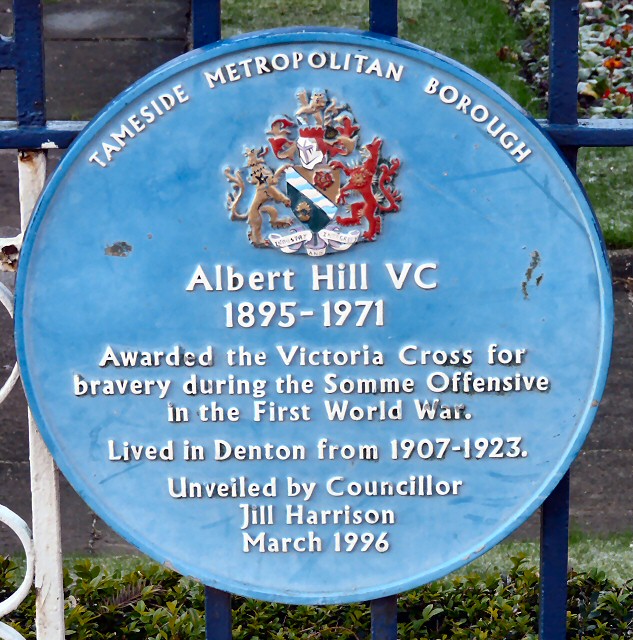 TAMESIDE METROPOLITAN BOROUGH
Albert Hill VC
1895-1971
Awarded the Victoria Cross for
bravery during the Somme Offensive
in the First World War.
Lived in Denton from 1907-1923.
Unveiled by Councillor
Jill Harrison
March 1996